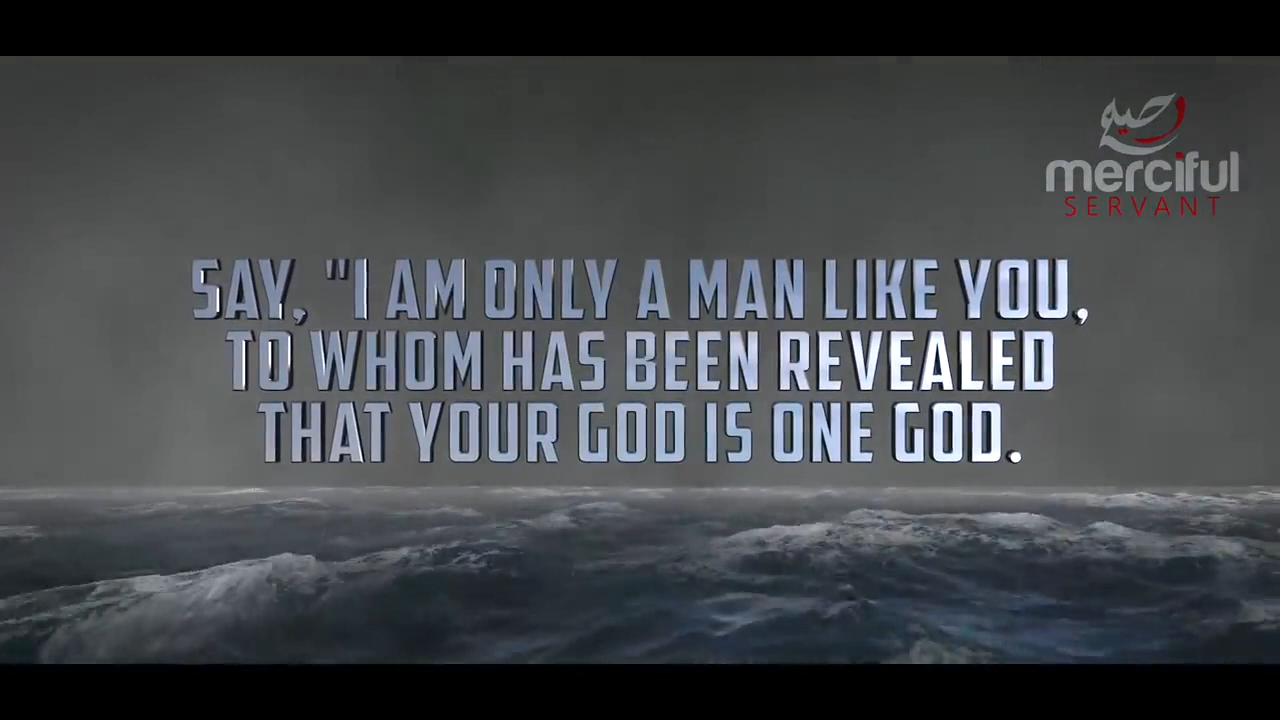 رحيم
merciful
SERVANT
SAY, "I AM ONLY A MAN LIKE YOU,
TO WHOM HAS BEEN REVEALED
THAT YOUR GOD IS ONE GOD.